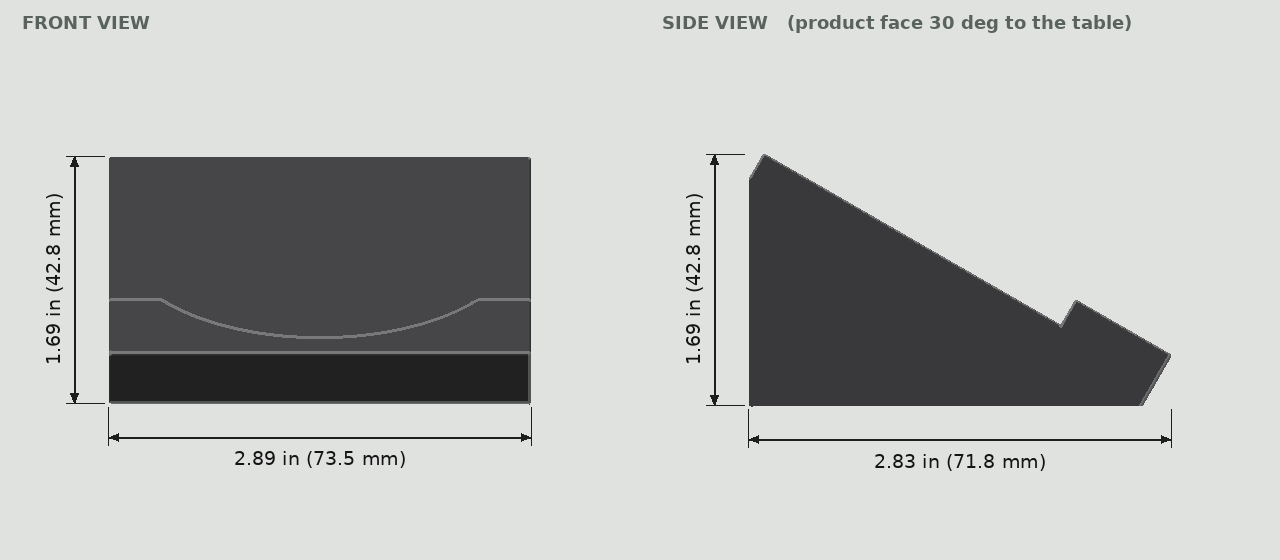 FRONT VIEW
SIDE VIEW (product face 30 deg to the table)
1.69 in (42.8 mm)
2.89 in (73.5 mm)
1.69 in (42.8 mm)
2.83 in (71.8 mm)